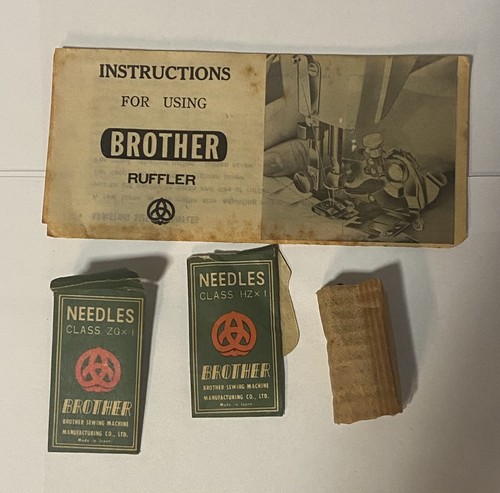 INSTRUCTIONS
FOR USING
BROTHER
RUFFLER
NEEDLES
CLASS ZG×1
BROTHER
BROTHER SEWING MACHINE
MANUFACTURING CO., LTD.
Made in Japan
NEEDLES
CLASS HZ×1
BROTHER
BROTHER SEWING MACHINE
MANUFACTURING CO., LTD.
Made in Japan